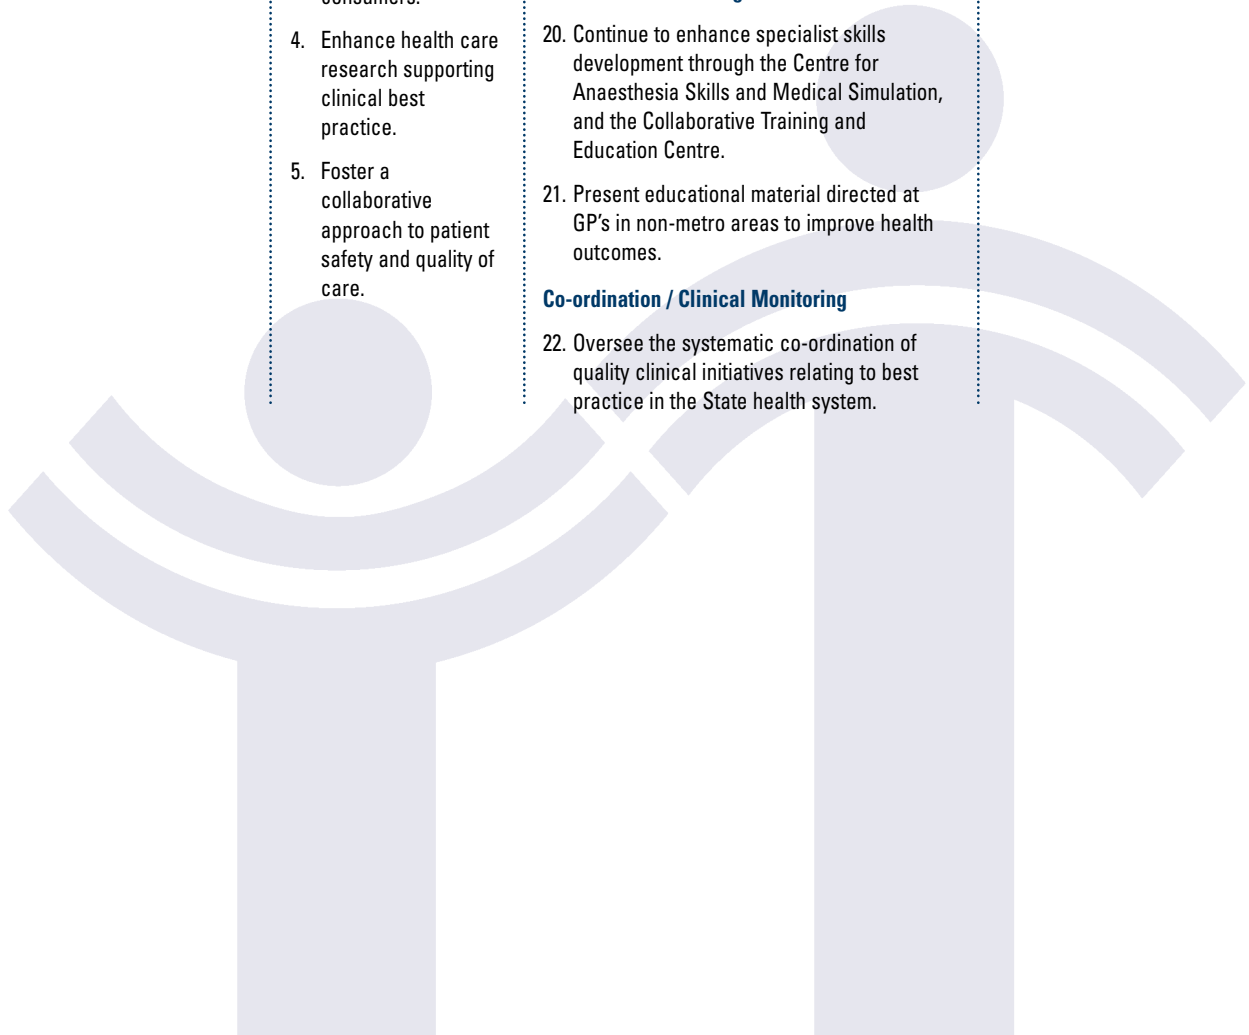 consumers.
4. Enhance health care
research supporting
clinical best
practice.
5. Foster a
collaborative
approach to patient
safety and quality of
care.
20. Continue to enhance specialist skills
development through the Centre for
Anaesthesia Skills and Medical Simulation,
and the Collaborative Training and
Education Centre.
21. Present educational material directed at
GP's in non-metro areas to improve health
outcomes.
Co-ordination / Clinical Monitoring
22. Oversee the systematic co-ordination of
quality clinical initiatives relating to best
practice in the State health system.